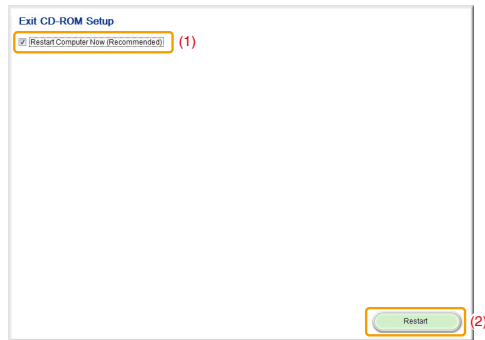 Exit CD-ROM Setup
Restart Computer Now (Recommended) (1)
Restart (2)